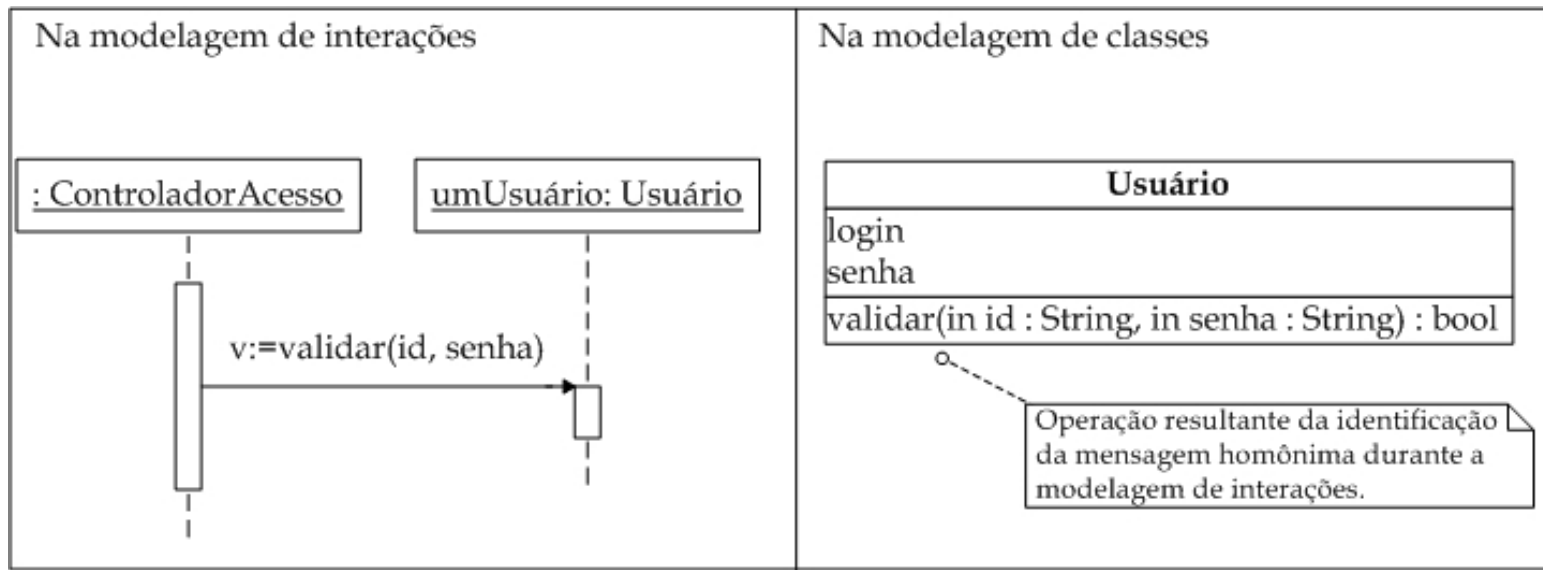 Na modelagem de interações
: ControladorAcesso
umUsuário: Usuário
v:=validar(id, senha)
Na modelagem de classes
Usuário
login
senha
validar(in id : String, in senha : String) : bool
Operação resultante da identificação
da mensagem homônima durante a
modelagem de interações.